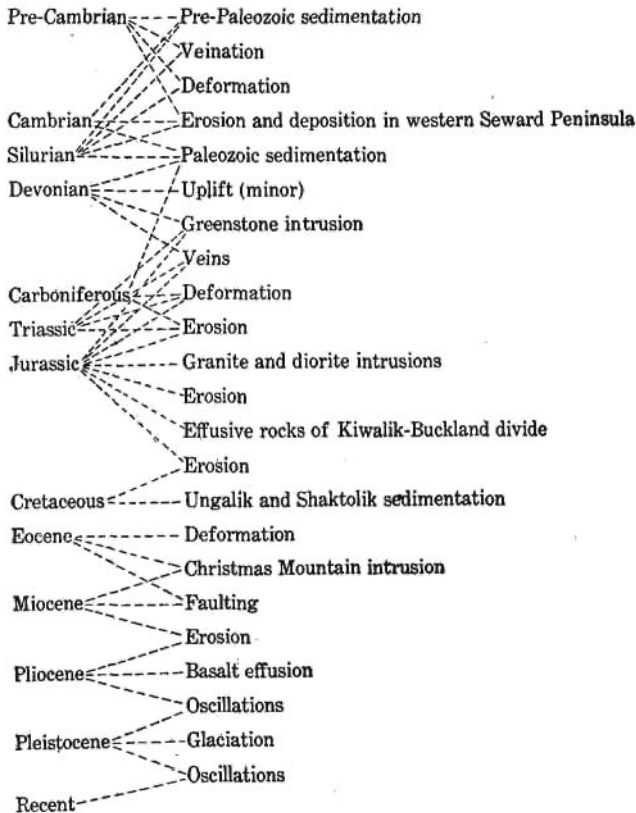 Pre-Cambrian Pre-Paleozoic sedimentation
Veination
Deformation
Cambrian Erosion and deposition in western Seward Peninsula
Silurian Paleozoic sedimentation
Devonian Uplift (minor)
Greenstone intrusion
Veins
Carboniferous Deformation
Triassic Erosion
Jurassic Granite and diorite intrusions
Erosion
Effusive rocks of Kiwalik-Buckland divide
Erosion
Cretaceous Ungalik and Shaktolik sedimentation
Eocene Deformation
Christmas Mountain intrusion
Miocene Faulting
Erosion
Pliocene Basalt effusion
Oscillations
Pleistocene Glaciation
Oscillations
Recent